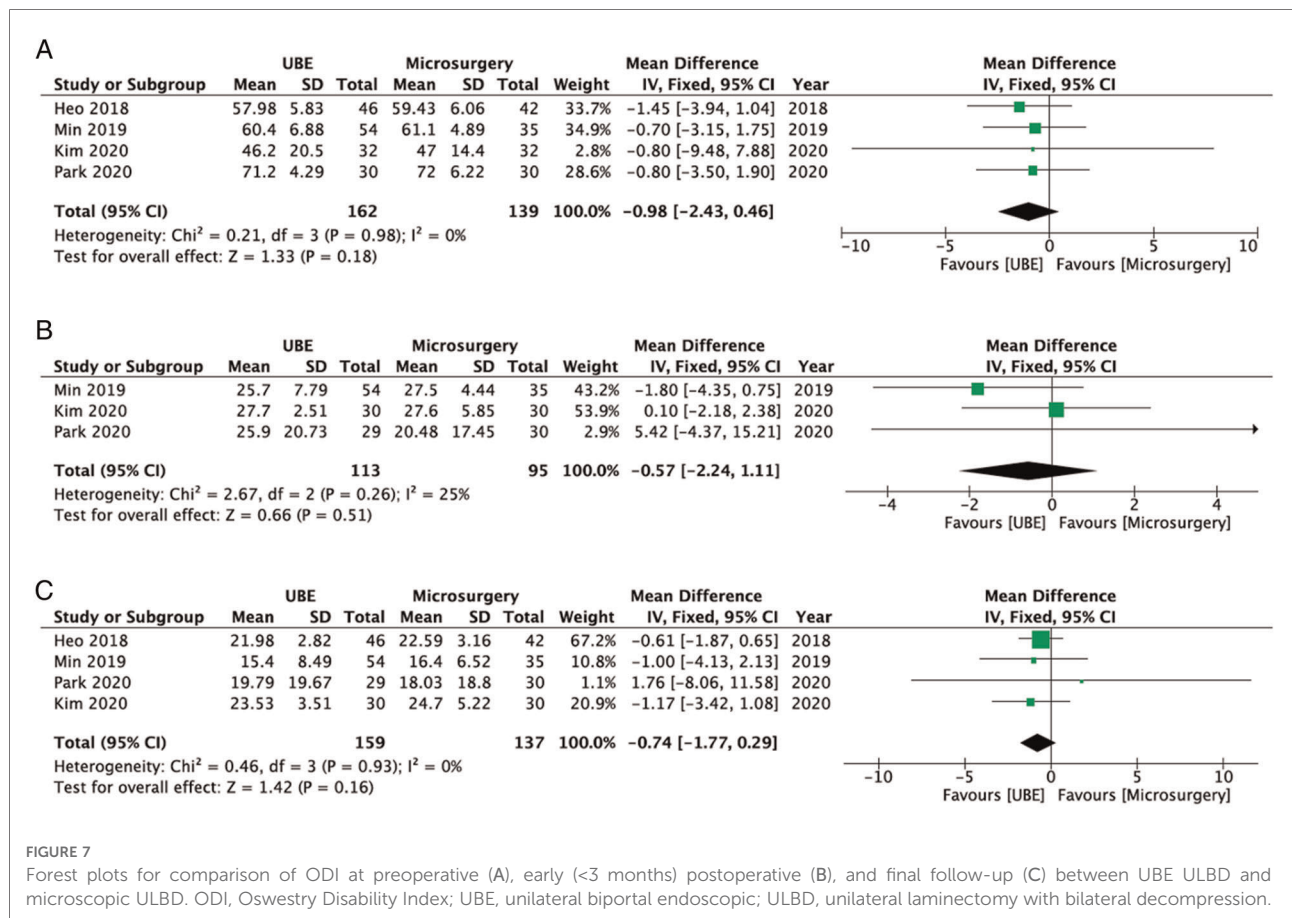 A
UBE Microsurgery Mean Difference Mean Difference
Study or Subgroup Mean SD Total Mean SD Total Weight IV, Fixed, 95% CI Year IV, Fixed, 95% CI
Heo 2018 57.98 5.83 46 59.43 6.06 42 33.7% −1.45 [−3.94, 1.04] 2018
Min 2019 60.4 6.88 54 61.1 4.89 35 34.9% −0.70 [−3.15, 1.75] 2019
Kim 2020 46.2 20.5 32 47 14.4 32 2.8% −0.80 [−9.48, 7.88] 2020
Park 2020 71.2 4.29 30 72 6.22 30 28.6% −0.80 [−3.50, 1.90] 2020
Total (95% CI) 162 139 100.0% −0.98 [−2.43, 0.46]
Heterogeneity: Chi² = 0.21, df = 3 (P = 0.98); I² = 0%
Test for overall effect: Z = 1.33 (P = 0.18)
−10 −5 0 5 10
Favours [UBE] Favours [Microsurgery]
B
UBE Microsurgery Mean Difference Mean Difference
Study or Subgroup Mean SD Total Mean SD Total Weight IV, Fixed, 95% CI Year IV, Fixed, 95% CI
Min 2019 25.7 7.79 54 27.5 4.44 35 43.2% −1.80 [−4.35, 0.75] 2019
Kim 2020 27.7 2.51 30 27.6 5.85 30 53.9% 0.10 [−2.18, 2.38] 2020
Park 2020 25.9 20.73 29 20.48 17.45 30 2.9% 5.42 [−4.37, 15.21] 2020
Total (95% CI) 113 95 100.0% −0.57 [−2.24, 1.11]
Heterogeneity: Chi² = 2.67, df = 2 (P = 0.26); I² = 25%
Test for overall effect: Z = 0.66 (P = 0.51)
−4 −2 0 2 4
Favours [UBE] Favours [Microsurgery]
C
UBE Microsurgery Mean Difference Mean Difference
Study or Subgroup Mean SD Total Mean SD Total Weight IV, Fixed, 95% CI Year IV, Fixed, 95% CI
Heo 2018 21.98 2.82 46 22.59 3.16 42 67.2% −0.61 [−1.87, 0.65] 2018
Min 2019 15.4 8.49 54 16.4 6.52 35 10.8% −1.00 [−4.13, 2.13] 2019
Park 2020 19.79 19.67 29 18.03 18.8 30 1.1% 1.76 [−8.06, 11.58] 2020
Kim 2020 23.53 3.51 30 24.7 5.22 30 20.9% −1.17 [−3.42, 1.08] 2020
Total (95% CI) 159 137 100.0% −0.74 [−1.77, 0.29]
Heterogeneity: Chi² = 0.46, df = 3 (P = 0.93); I² = 0%
Test for overall effect: Z = 1.42 (P = 0.16)
−10 −5 0 5 10
Favours [UBE] Favours [Microsurgery]
FIGURE 7
Forest plots for comparison of ODI at preoperative (A), early (<3 months) postoperative (B), and final follow-up (C) between UBE ULBD and
microscopic ULBD. ODI, Oswestry Disability Index; UBE, unilateral biportal endoscopic; ULBD, unilateral laminectomy with bilateral decompression.